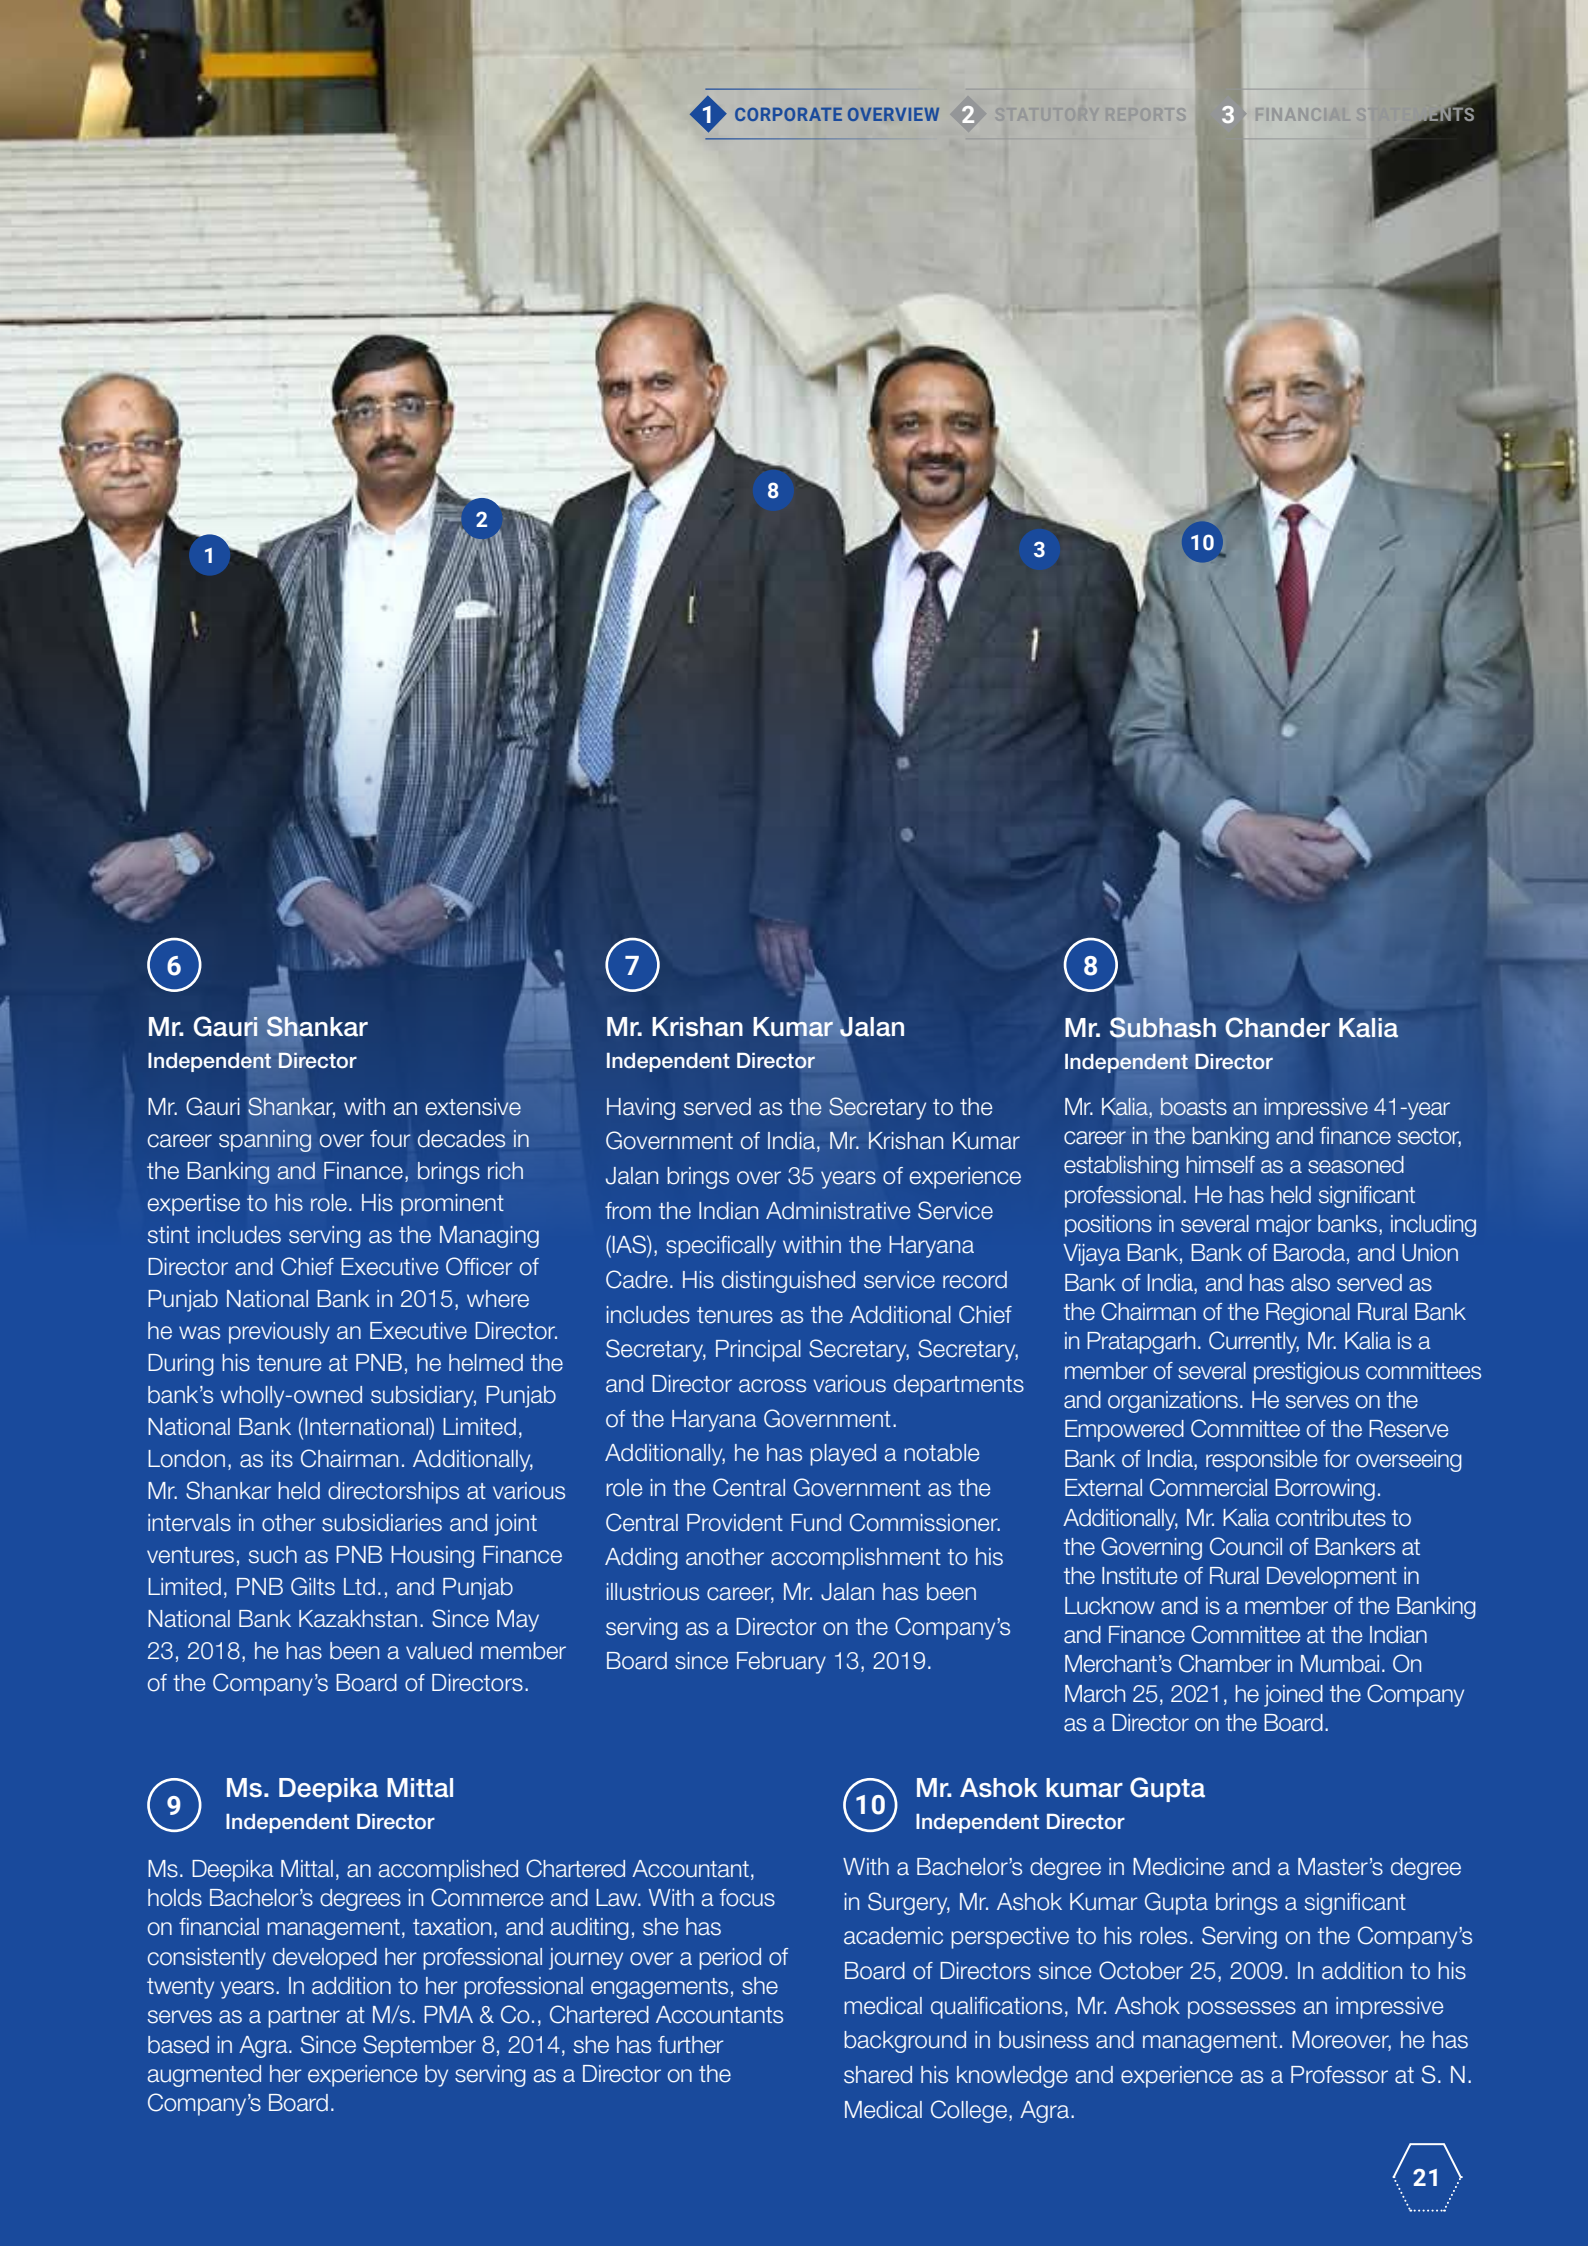 1 CORPORATE OVERVIEW 2 STATUTORY REPORTS 3 FINANCIAL STATEMENTS
8
2
10
3
1
6
Mr. Gauri Shankar
Independent Director
Mr. Gauri Shankar, with an extensive
career spanning over four decades in
the Banking and Finance, brings rich
expertise to his role. His prominent
stint includes serving as the Managing
Director and Chief Executive Officer of
Punjab National Bank in 2015, where
he was previously an Executive Director.
During his tenure at PNB, he helmed the
bank's wholly-owned subsidiary, Punjab
National Bank (International) Limited,
London, as its Chairman. Additionally,
Mr. Shankar held directorships at various
intervals in other subsidiaries and joint
ventures, such as PNB Housing Finance
Limited, PNB Gilts Ltd., and Punjab
National Bank Kazakhstan. Since May
23, 2018, he has been a valued member
of the Company's Board of Directors.
7
Mr. Krishan Kumar Jalan
Independent Director
Having served as the Secretary to the
Government of India, Mr. Krishan Kumar
Jalan brings over 35 years of experience
from the Indian Administrative Service
(IAS), specifically within the Haryana
Cadre. His distinguished service record
includes tenures as the Additional Chief
Secretary, Principal Secretary, Secretary,
and Director across various departments
of the Haryana Government.
Additionally, he has played a notable
role in the Central Government as the
Central Provident Fund Commissioner.
Adding another accomplishment to his
illustrious career, Mr. Jalan has been
serving as a Director on the Company's
Board since February 13, 2019.
8
Mr. Subhash Chander Kalia
Independent Director
Mr. Kalia, boasts an impressive 41-year
career in the banking and finance sector,
establishing himself as a seasoned
professional. He has held significant
positions in several major banks, including
Vijaya Bank, Bank of Baroda, and Union
Bank of India, and has also served as
the Chairman of the Regional Rural Bank
in Pratapgarh. Currently, Mr. Kalia is a
member of several prestigious committees
and organizations. He serves on the
Empowered Committee of the Reserve
Bank of India, responsible for overseeing
External Commercial Borrowing.
Additionally, Mr. Kalia contributes to
the Governing Council of Bankers at
the Institute of Rural Development in
Lucknow and is a member of the Banking
and Finance Committee at the Indian
Merchant's Chamber in Mumbai. On
March 25, 2021, he joined the Company
as a Director on the Board.
9
Ms. Deepika Mittal
Independent Director
Ms. Deepika Mittal, an accomplished Chartered Accountant,
holds Bachelor's degrees in Commerce and Law. With a focus
on financial management, taxation, and auditing, she has
consistently developed her professional journey over a period of
twenty years. In addition to her professional engagements, she
serves as a partner at M/s. PMA & Co., Chartered Accountants
based in Agra. Since September 8, 2014, she has further
augmented her experience by serving as a Director on the
Company's Board.
10
Mr. Ashok kumar Gupta
Independent Director
With a Bachelor's degree in Medicine and a Master's degree
in Surgery, Mr. Ashok Kumar Gupta brings a significant
academic perspective to his roles. Serving on the Company's
Board of Directors since October 25, 2009. In addition to his
medical qualifications, Mr. Ashok possesses an impressive
background in business and management. Moreover, he has
shared his knowledge and experience as a Professor at S. N.
Medical College, Agra.
21